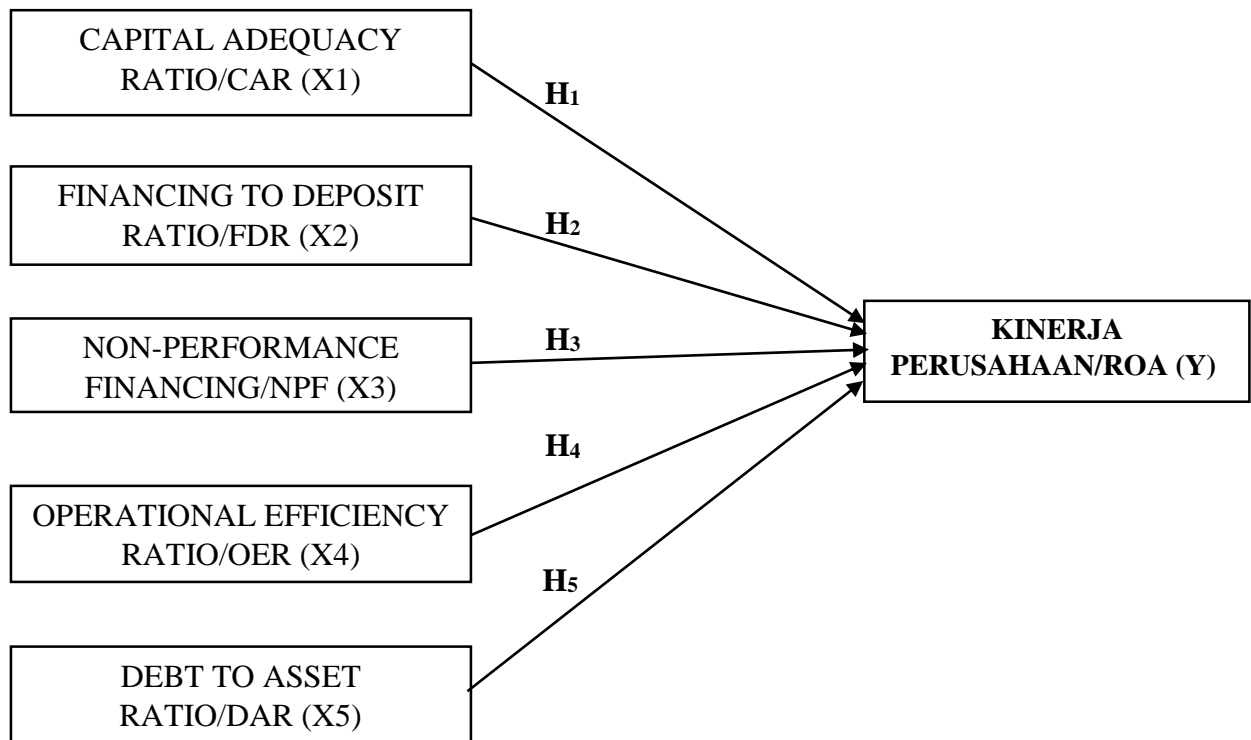 CAPITAL ADEQUACY
RATIO/CAR (X1)
H1
FINANCING TO DEPOSIT
RATIO/FDR (X2)
H2
NON-PERFORMANCE
FINANCING/NPF (X3)
H3
KINERJA
PERUSAHAAN/ROA (Y)
H4
OPERATIONAL EFFICIENCY
RATIO/OER (X4)
H5
DEBT TO ASSET
RATIO/DAR (X5)